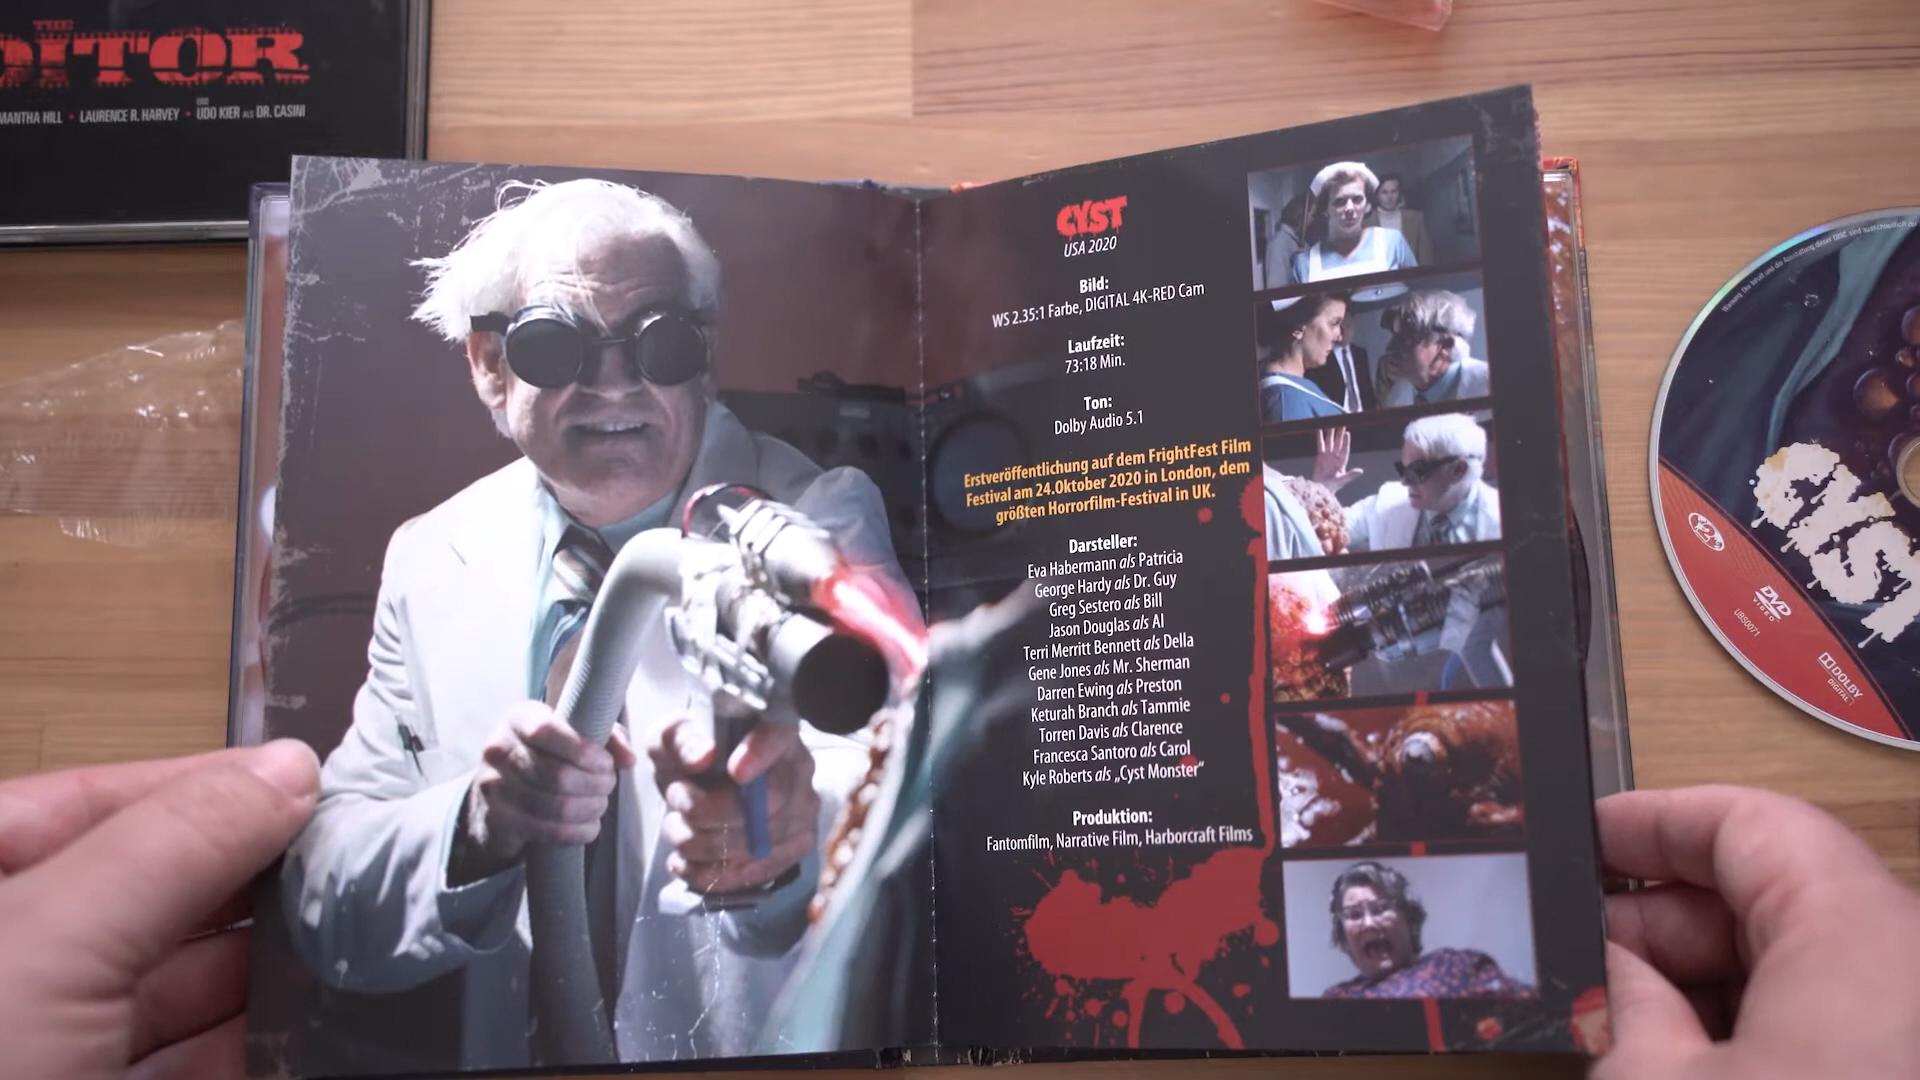 THE
DITOR
MANTHA HILL • LAURENCE R. HARVEY • UND UDO KIER ALS DR. CASINI
CYST
USA 2020
Bild:
WS 2.35:1 Farbe, DIGITAL 4K-RED Cam
Laufzeit:
73:18 Min.
Ton:
Dolby Audio 5.1
Erstveröffentlichung auf dem FrightFest Film
Festival am 24.Oktober 2020 in London, dem
größten Horrorfilm-Festival in UK.
Darsteller:
Eva Habermann als Patricia
George Hardy als Dr. Guy
Greg Sestero als Bill
Jason Douglas als Al
Terri Merritt Bennett als Della
Gene Jones als Mr. Sherman
Darren Ewing als Preston
Keturah Branch als Tammie
Torren Davis als Clarence
Francesca Santoro als Carol
Kyle Roberts als „Cyst Monster“
Produktion:
Fantomfilm, Narrative Film, Harborcraft Films
CYST
DVD
VIDEO
UBS0071
DOLBY
DIGITAL